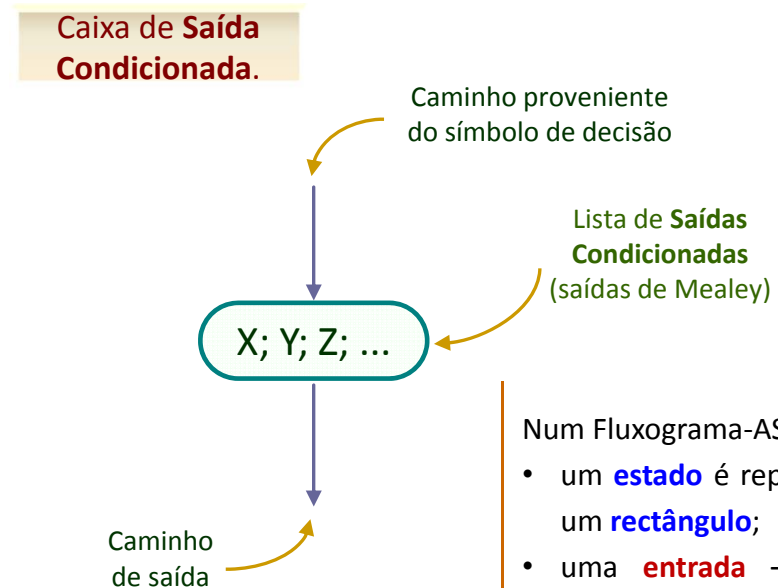 Caixa de Saída
Condicionada.
Caminho proveniente
do símbolo de decisão
Lista de Saídas
Condicionadas
(saídas de Mealey)
X; Y; Z; ...
Caminho
de saída
Num Fluxograma-AS
• um estado é rep
um rectângulo;
• uma entrada -